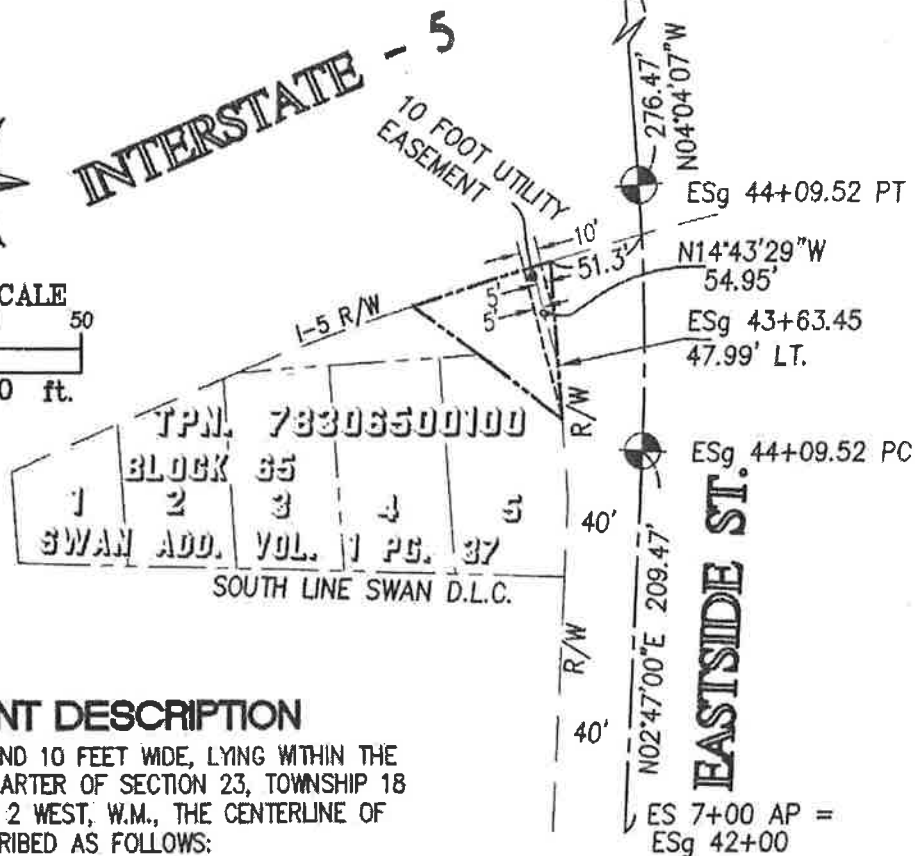 INTERSTATE - 5
10 FOOT UTILITY
EASEMENT
276.47'
N04°04'07"W
ESg 44+09.52 PT
10'
51.3'
N14°43'29"W
54.95'
5'
5'
ESg 43+63.45
47.99' LT.
SCALE
50
0 ft.
I-5 R/W
R/W
TPN. 78306500100
BLOCK 65
1 2 3 4 5
SWAN ADD. VOL. 1 PG. 37
SOUTH LINE SWAN D.L.C.
ESg 44+09.52 PC
40'
N02°47'00"E 209.47'
EASTSIDE ST.
R/W
40'
ES 7+00 AP =
ESg 42+00
NT DESCRIPTION
ND 10 FEET WIDE, LYING WITHIN THE
ARTER OF SECTION 23, TOWNSHIP 18
2 WEST, W.M., THE CENTERLINE OF
RIBED AS FOLLOWS: